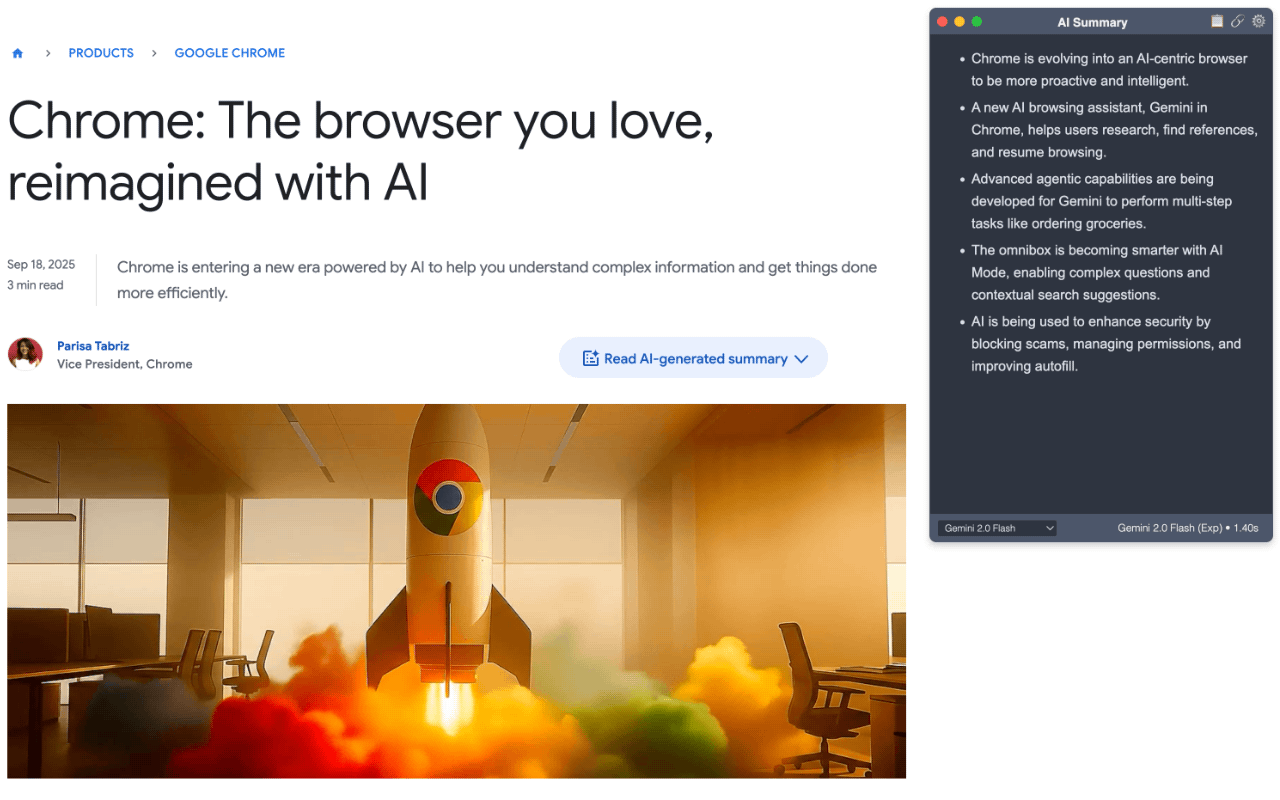 PRODUCTS
GOOGLE CHROME
Chrome: The browser you love,
reimagined with AI
Sep 18, 2025
3 min read
Chrome is entering a new era powered by AI to help you understand complex information and get things done
more efficiently.
Parisa Tabriz
Vice President, Chrome
Read AI-generated summary
AI Summary
• Chrome is evolving into an AI-centric browser
to be more proactive and intelligent.
• A new AI browsing assistant, Gemini in
Chrome, helps users research, find references,
and resume browsing.
• Advanced agentic capabilities are being
developed for Gemini to perform multi-step
tasks like ordering groceries.
• The omnibox is becoming smarter with AI
Mode, enabling complex questions and
contextual search suggestions.
• AI is being used to enhance security by
blocking scams, managing permissions, and
improving autofill.
Gemini 2.0 Flash
Gemini 2.0 Flash (Exp) • 1.40s